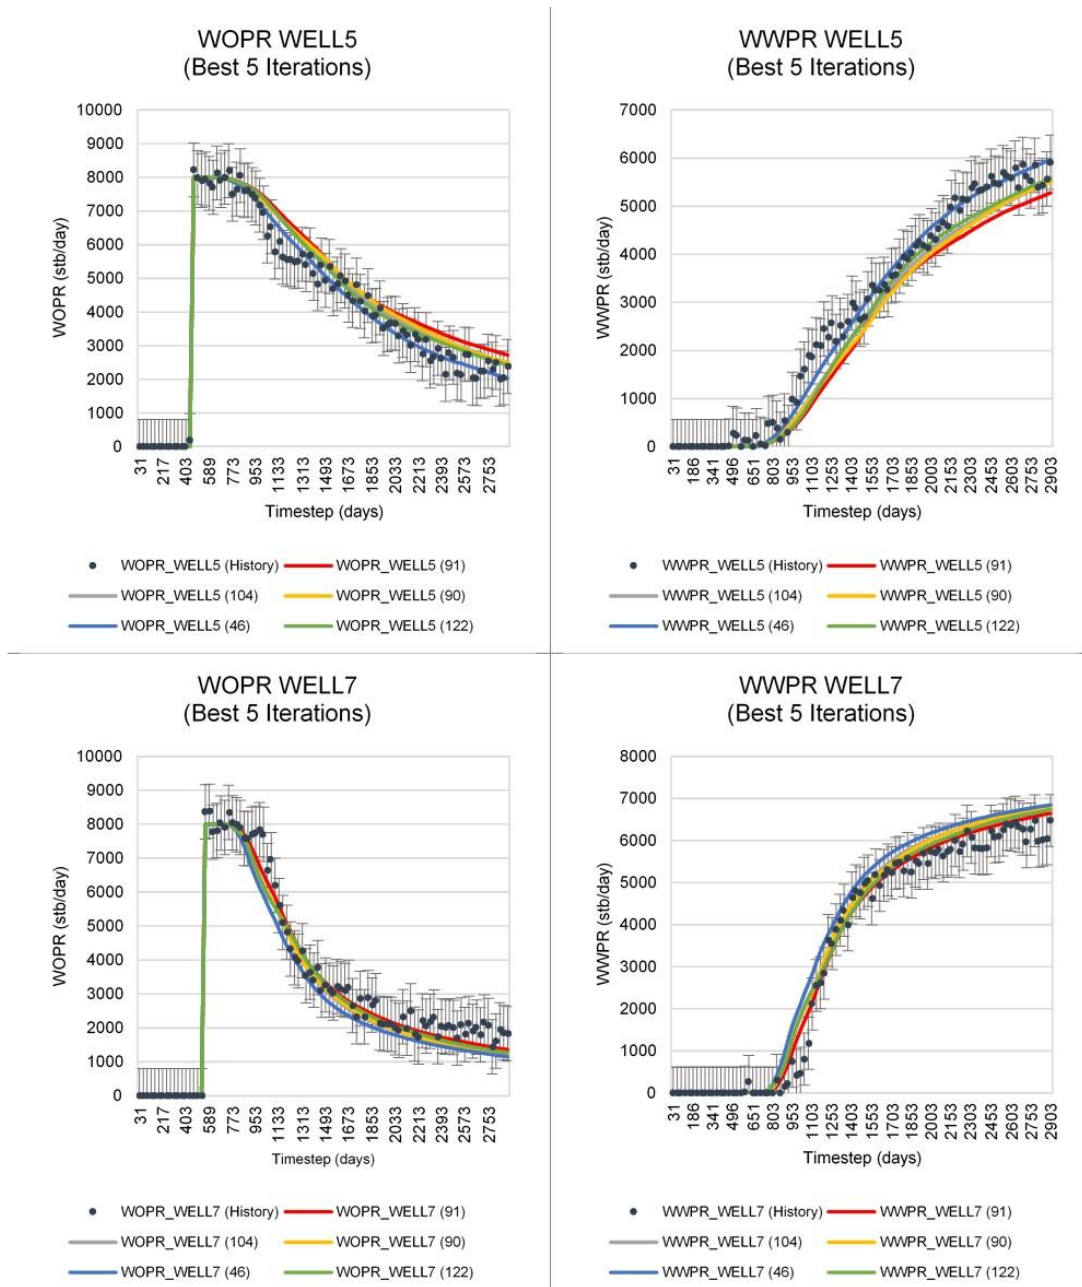 WOPR WELL5
(Best 5 Iterations)
10000
9000
8000
7000
6000
5000
4000
3000
2000
1000
0
WOPR (stb/day)
31 217 403 589 773 953 1133 1313 1493 1673 1853 2033 2213 2393 2573 2753
Timestep (days)
WOPR_WELL5 (History) WOPR_WELL5 (91)
WOPR_WELL5 (104) WOPR_WELL5 (90)
WOPR_WELL5 (46) WOPR_WELL5 (122)
WWPR WELL5
(Best 5 Iterations)
7000
6000
5000
4000
3000
2000
1000
0
WWPR (stb/day)
31 186 341 496 651 803 953 1103 1253 1403 1553 1703 1853 2003 2153 2303 2453 2603 2753 2903
Timestep (days)
WWPR_WELL5 (History) WWPR_WELL5 (91)
WWPR_WELL5 (104) WWPR_WELL5 (90)
WWPR_WELL5 (46) WWPR_WELL5 (122)
WOPR WELL7
(Best 5 Iterations)
10000
9000
8000
7000
6000
5000
4000
3000
2000
1000
0
WOPR (stb/day)
31 217 403 589 773 953 1133 1313 1493 1673 1853 2033 2213 2393 2573 2753
Timestep (days)
WOPR_WELL7 (History) WOPR_WELL7 (91)
WOPR_WELL7 (104) WOPR_WELL7 (90)
WOPR_WELL7 (46) WOPR_WELL7 (122)
WWPR WELL7
(Best 5 Iterations)
8000
7000
6000
5000
4000
3000
2000
1000
0
WWPR (stb/day)
31 186 341 496 651 803 953 1103 1253 1403 1553 1703 1853 2003 2153 2303 2453 2603 2753 2903
Timestep (days)
WWPR_WELL7 (History) WWPR_WELL7 (91)
WWPR_WELL7 (104) WWPR_WELL7 (90)
WWPR_WELL7 (46) WWPR_WELL7 (122)